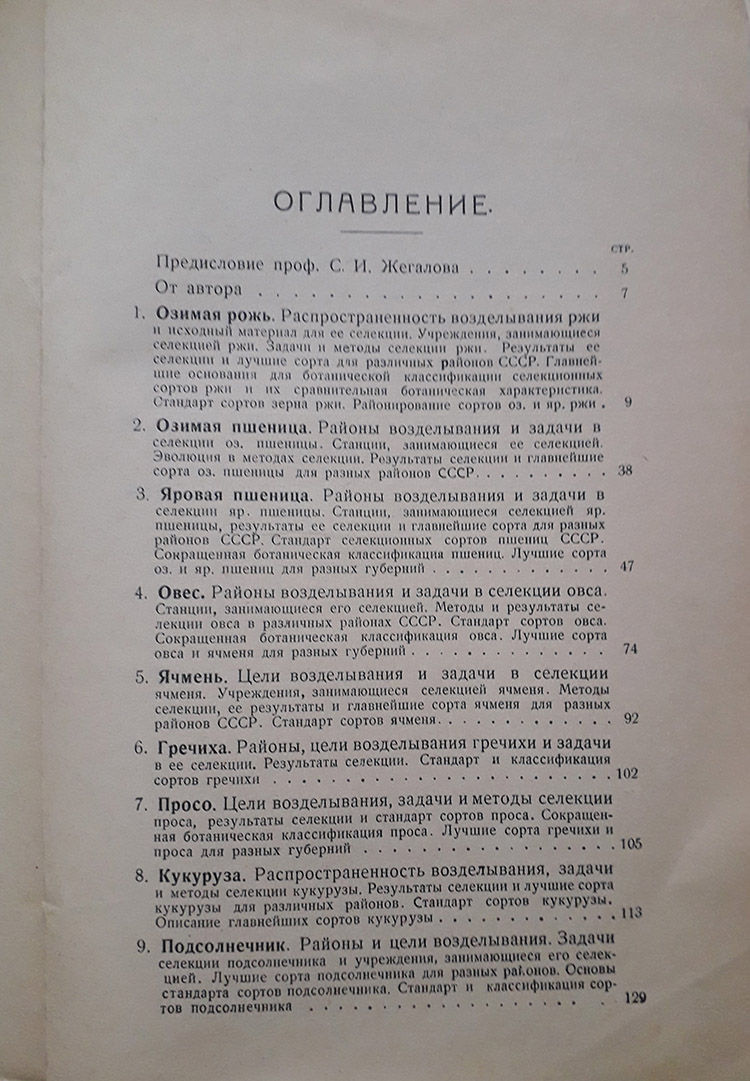 ОГЛАВЛЕНИЕ.
СТР.
Предисловие проф. С. И. Жегалова . . . . . . . 5
От автора . . . . . . . . . . . . . . . . . 7
1. Озимая рожь. Распространенность возделывания ржи
и исходный материал для ее селекции. Учреждения, занимающиеся
селекцией ржи. Задачи и методы селекции ржи. Результаты ее
селекции и лучшие сорта для различных районов СССР. Главней-
шие основания для ботанической классификации селекционных
сортов ржи и их сравнительная ботаническая характеристика.
Стандарт сортов зерна ржи. Районирование сортов оз. и яр. ржи . 9
2. Озимая пшеница. Районы возделывания и задачи в
селекции оз. пшеницы. Станции, занимающиеся ее селекцией.
Эволюция в методах селекции. Результаты селекции и главнейшие
сорта оз. пшеницы для разных районов СССР. . . . . . . . . . 38
3. Яровая пшеница. Районы возделывания и задачи в
селекции яр. пшеницы. Станции, занимающиеся селекцией яр.
пшеницы, результаты ее селекции и главнейшие сорта для разных
районов СССР. Стандарт селекционных сортов пшениц СССР.
Сокращенная ботаническая классификация пшениц. Лучшие сорта
оз. и яр. пшениц для разных губерний . . . . . . . . . . . . . 47
4. Овес. Районы возделывания и задачи в селекции овса.
Станции, занимающиеся его селекцией. Методы и результаты се-
лекции овса в различных районах СССР. Стандарт сортов овса.
Сокращенная ботаническая классификация овса. Лучшие сорта
овса и ячменя для разных губерний . . . . . . . . . . . . . . 74
5. Ячмень. Цели возделывания и задачи в селекции
ячменя. Учреждения, занимающиеся селекцией ячменя. Методы
селекции, ее результаты и главнейшие сорта ячменя для разных
районов СССР. Стандарт сортов ячменя. . . . . . . . . . . . . 92
6. Гречиха. Районы, цели возделывания гречихи и задачи
в ее селекции. Результаты селекции. Стандарт и классификация
сортов гречихи . . . . . . . . . . . . . . . . . . . . . . . . 102
7. Просо. Цели возделывания, задачи и методы селекции
проса, результаты селекции и стандарт сортов проса. Сокращен-
ная ботаническая классификация проса. Лучшие сорта гречихи и
проса для разных губерний . . . . . . . . . . . . . . . . . . 105
8. Кукуруза. Распространенность возделывания, задачи
и методы селекции кукурузы. Результаты селекции и лучшие сорта
кукурузы для различных районов. Стандарт сортов кукурузы.
Описание главнейших сортов кукурузы . . . . . . . . . . . . . 113
9. Подсолнечник. Районы и цели возделывания. Задачи
селекции подсолнечника и учреждения, занимающиеся его селек-
цией. Лучшие сорта подсолнечника для разных районов. Основы
стандарта сортов подсолнечника. Стандарт и классификация сор-
тов подсолнечника . . . . . . . . . . . . . . . . . . . 129